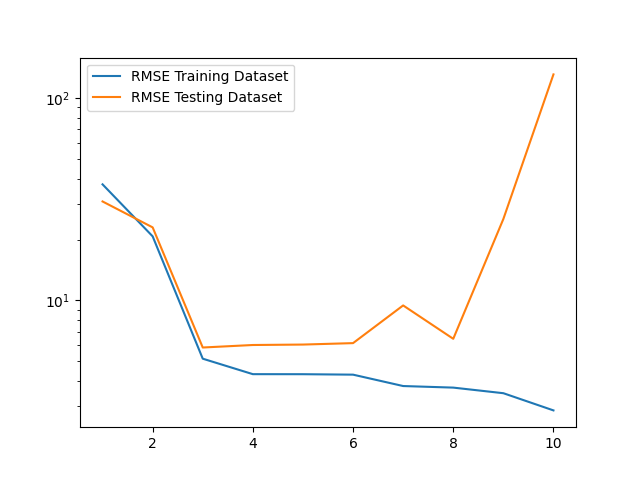 RMSE Training Dataset
RMSE Testing Dataset
10²
10¹
2 4 6 8 10